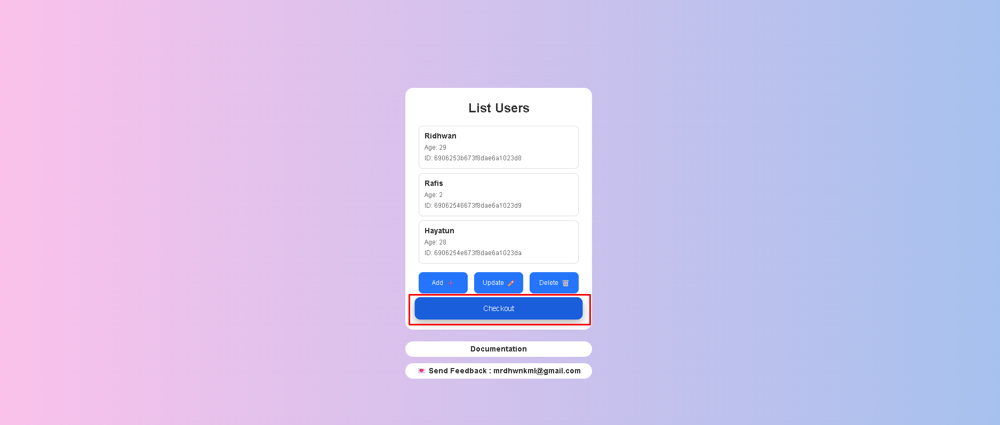 List Users
Ridhwan
Age: 29
ID: 6906253b673f8dae6a1023d8
Rafis
Age: 2
ID: 69062546673f8dae6a1023d9
Hayatun
Age: 28
ID: 6906254e673f8dae6a1023da
Add ➕ Update 🖍️ Delete 🗑️
Checkout
Documentation
💌 Send Feedback : mrdhwnkml@gmail.com